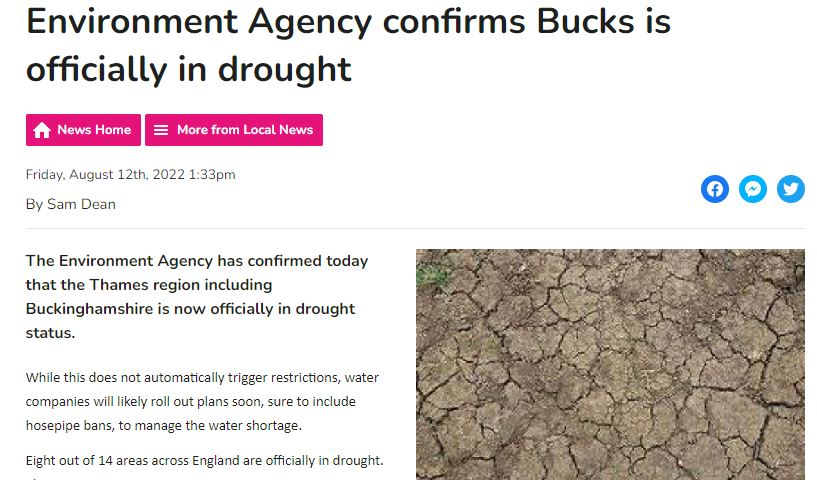 Environment Agency confirms Bucks is
officially in drought
News Home
More from Local News
Friday, August 12th, 2022 1:33pm
By Sam Dean
The Environment Agency has confirmed today
that the Thames region including
Buckinghamshire is now officially in drought
status.
While this does not automatically trigger restrictions, water
companies will likely roll out plans soon, sure to include
hosepipe bans, to manage the water shortage.
Eight out of 14 areas across England are officially in drought.